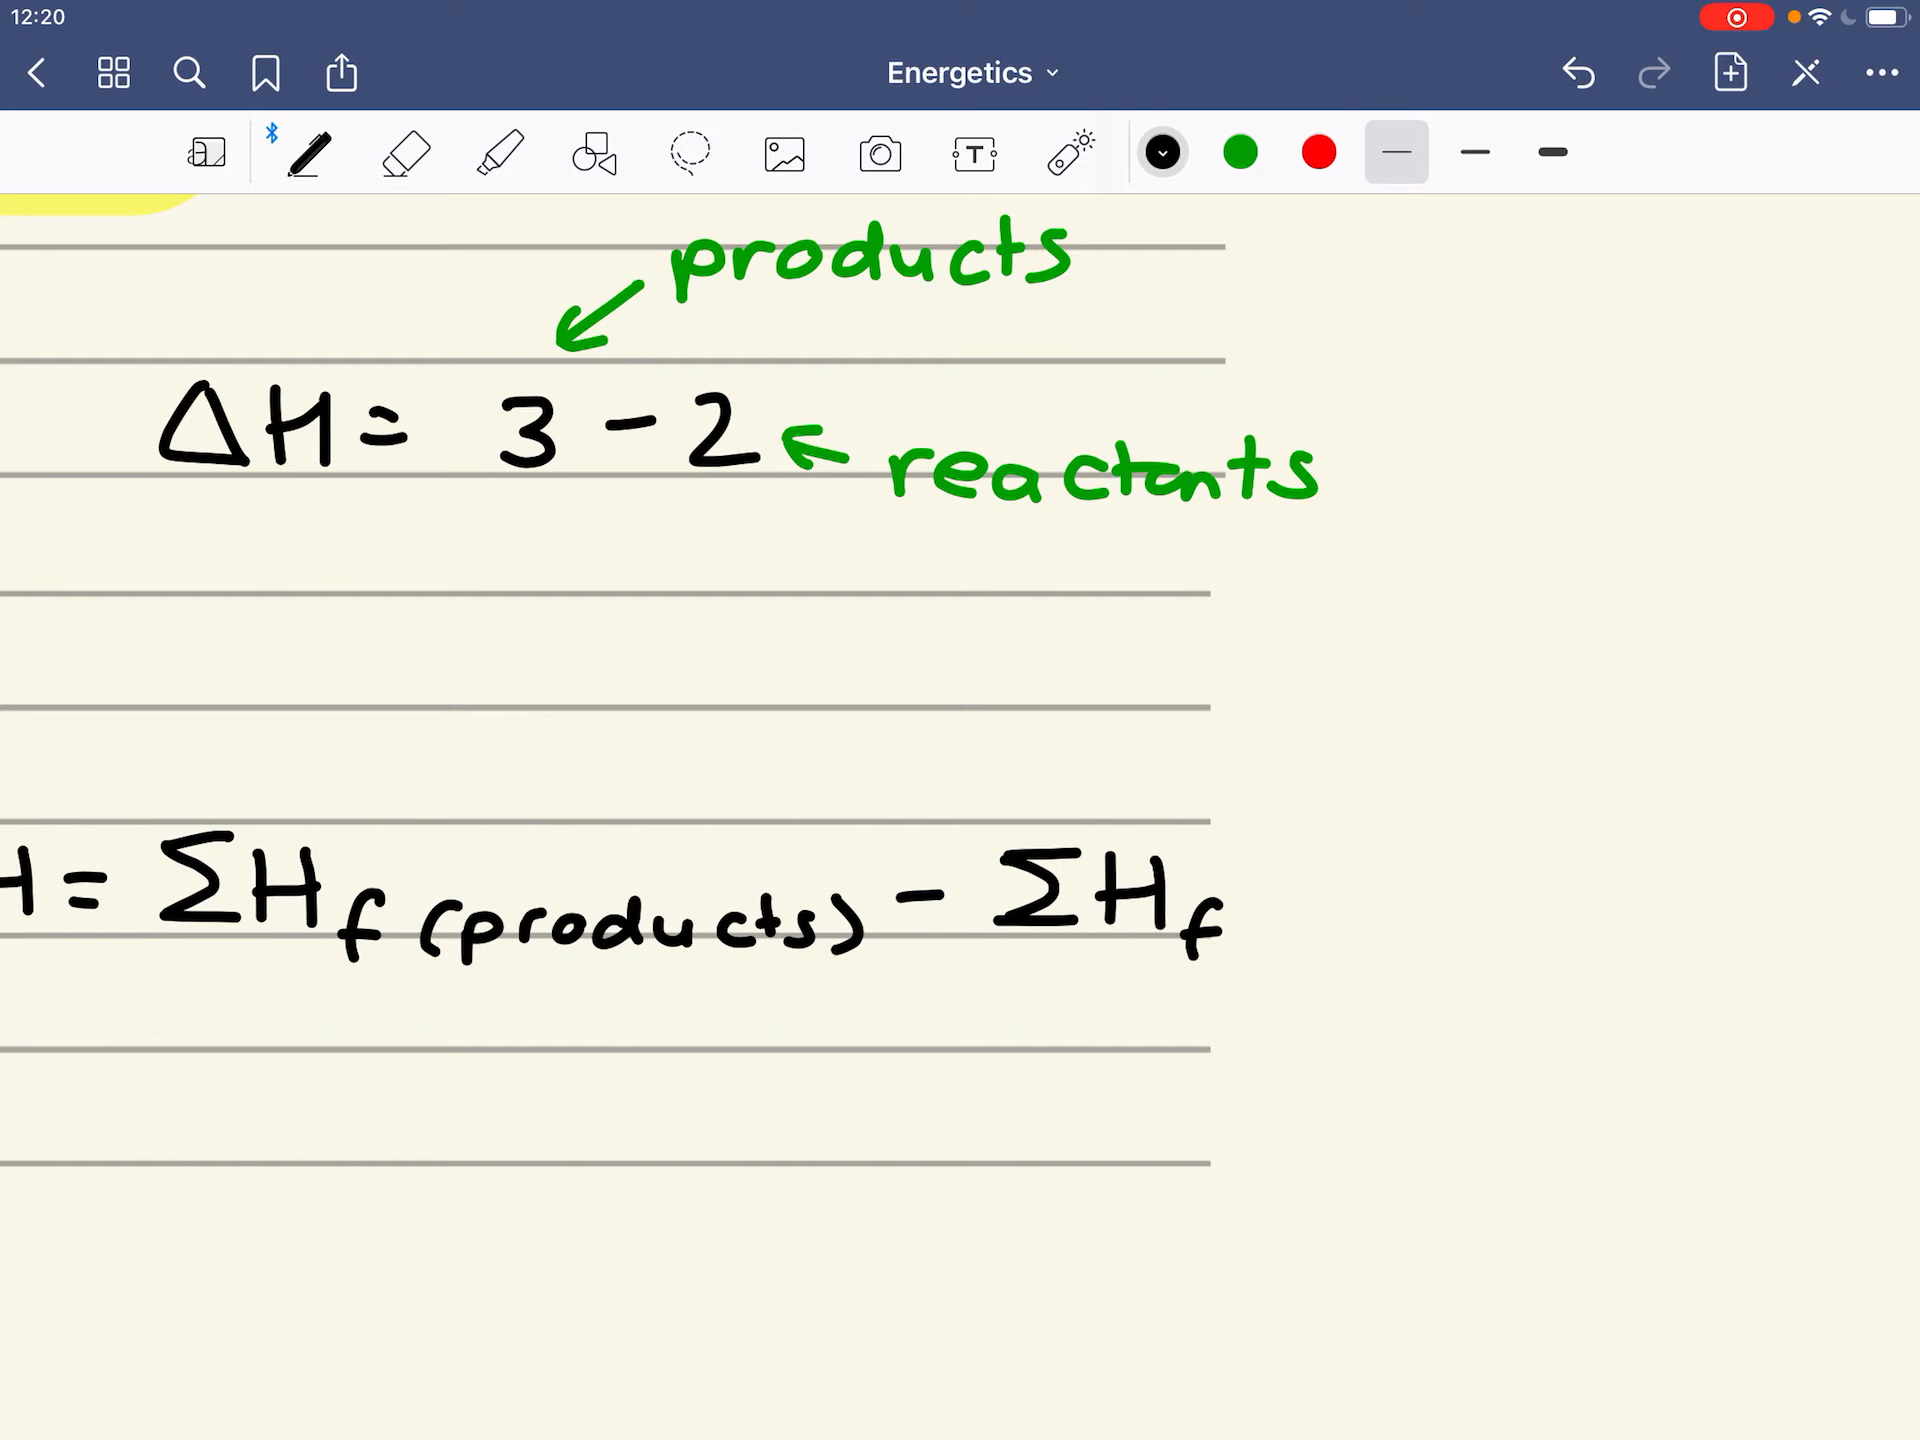 12:20
Energetics
products
ΔH = 3 - 2
reactants
H = ΣHf (products) - ΣHf